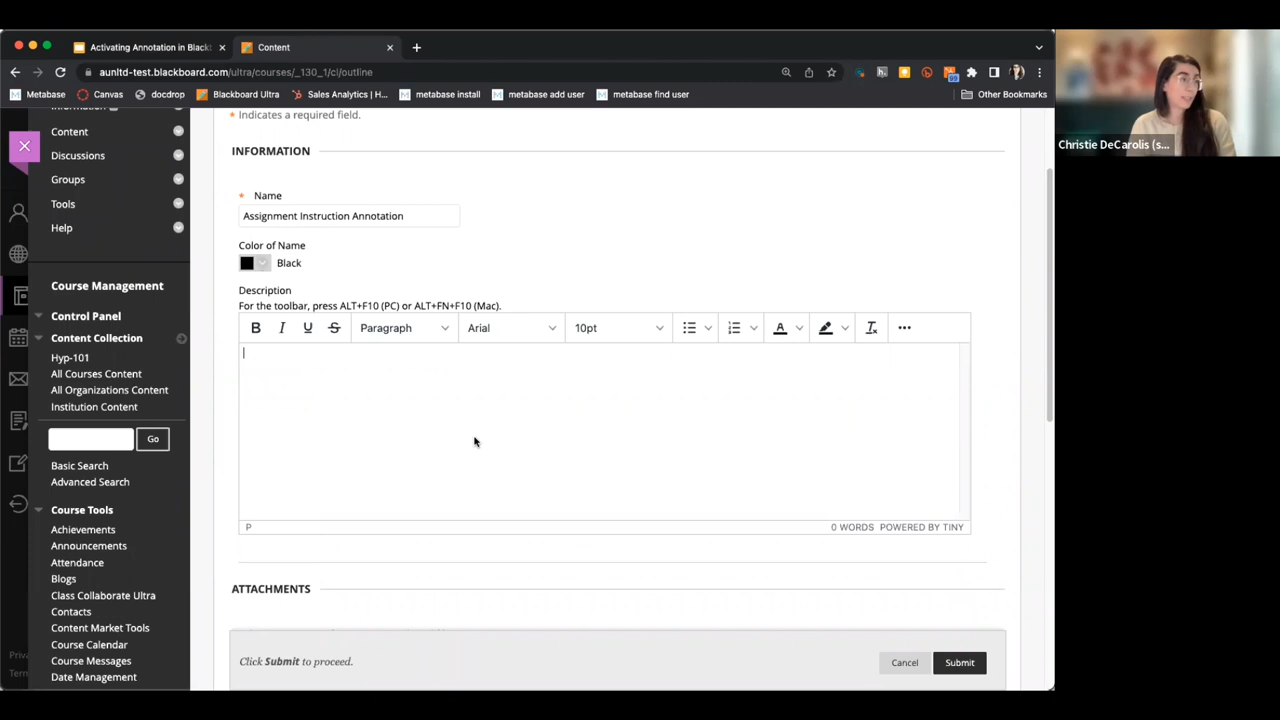 Activating Annotation in Blackb
Content
aunltd-test.blackboard.com/ultra/courses/_130_1/cl/outline
Metabase
Canvas
docdrop
Blackboard Ultra
Sales Analytics | H...
metabase install
metabase add user
metabase find user
Other Bookmarks
Christie DeCarolis (s...
Information
Content
Discussions
Groups
Tools
Help
Course Management
Control Panel
Content Collection
Hyp-101
All Courses Content
All Organizations Content
Institution Content
Go
Basic Search
Advanced Search
Course Tools
Achievements
Announcements
Attendance
Blogs
Class Collaborate Ultra
Contacts
Content Market Tools
Course Calendar
Course Messages
Date Management
Priva
Term
* Indicates a required field.
INFORMATION
* Name
Assignment Instruction Annotation
Color of Name
Black
Description
For the toolbar, press ALT+F10 (PC) or ALT+FN+F10 (Mac).
B I U S Paragraph Arial 10pt A
P
0 WORDS POWERED BY TINY
ATTACHMENTS
Click Submit to proceed.
Cancel
Submit